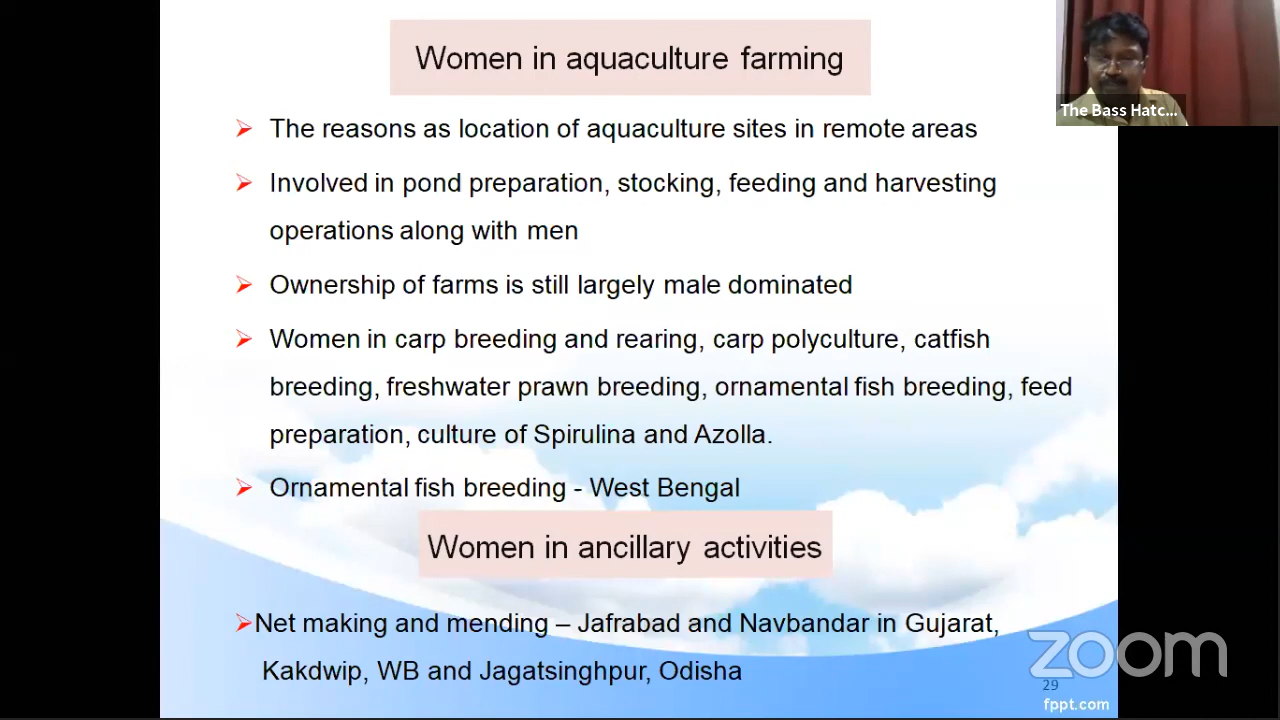 Women in aquaculture farming
The Bass Hatc...
➢ The reasons as location of aquaculture sites in remote areas
➢ Involved in pond preparation, stocking, feeding and harvesting
operations along with men
➢ Ownership of farms is still largely male dominated
➢ Women in carp breeding and rearing, carp polyculture, catfish
breeding, freshwater prawn breeding, ornamental fish breeding, feed
preparation, culture of Spirulina and Azolla.
➢ Ornamental fish breeding - West Bengal
Women in ancillary activities
➢Net making and mending – Jafrabad and Navbandar in Gujarat,
Kakdwip, WB and Jagatsinghpur, Odisha
zoom
29
fppt.com